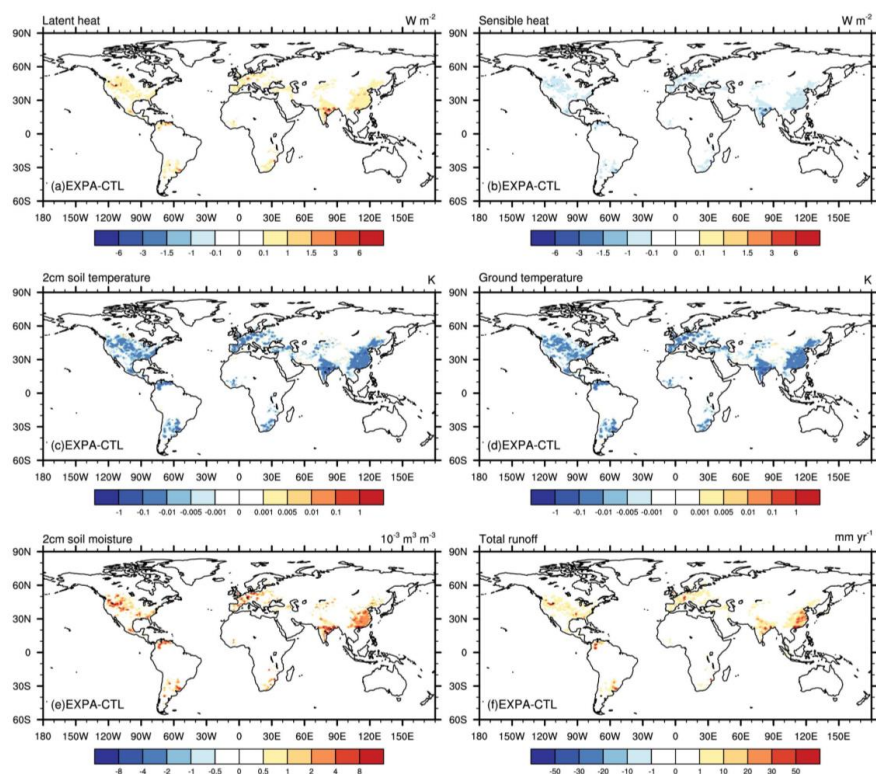 Latent heat W m-2
90N
60N
30N
0
30S
60S
(a)EXPA-CTL
180 150W 120W 90W 60W 30W 0 30E 60E 90E 120E 150E
-6 -3 -1.5 -1 -0.1 0 0.1 1 1.5 3 6
Sensible heat W m-2
90N
60N
30N
0
30S
60S
(b)EXPA-CTL
180 150W 120W 90W 60W 30W 0 30E 60E 90E 120E 150E
-6 -3 -1.5 -1 -0.1 0 0.1 1 1.5 3 6
2cm soil temperature K
90N
60N
30N
0
30S
60S
(c)EXPA-CTL
180 150W 120W 90W 60W 30W 0 30E 60E 90E 120E 150E
-1 -0.1 -0.01 -0.005 -0.001 0 0.001 0.005 0.01 0.1 1
Ground temperature K
90N
60N
30N
0
30S
60S
(d)EXPA-CTL
180 150W 120W 90W 60W 30W 0 30E 60E 90E 120E 150E
-1 -0.1 -0.01 -0.005 -0.001 0 0.001 0.005 0.01 0.1 1
2cm soil moisture 10-3 m3 m-3
90N
60N
30N
0
30S
60S
(e)EXPA-CTL
180 150W 120W 90W 60W 30W 0 30E 60E 90E 120E 150E
-8 -4 -2 -1 -0.5 0 0.5 1 2 4 8
Total runoff mm yr-1
90N
60N
30N
0
30S
60S
(f)EXPA-CTL
180 150W 120W 90W 60W 30W 0 30E 60E 90E 120E 150E
-50 -30 -20 -10 -1 0 1 10 20 30 50